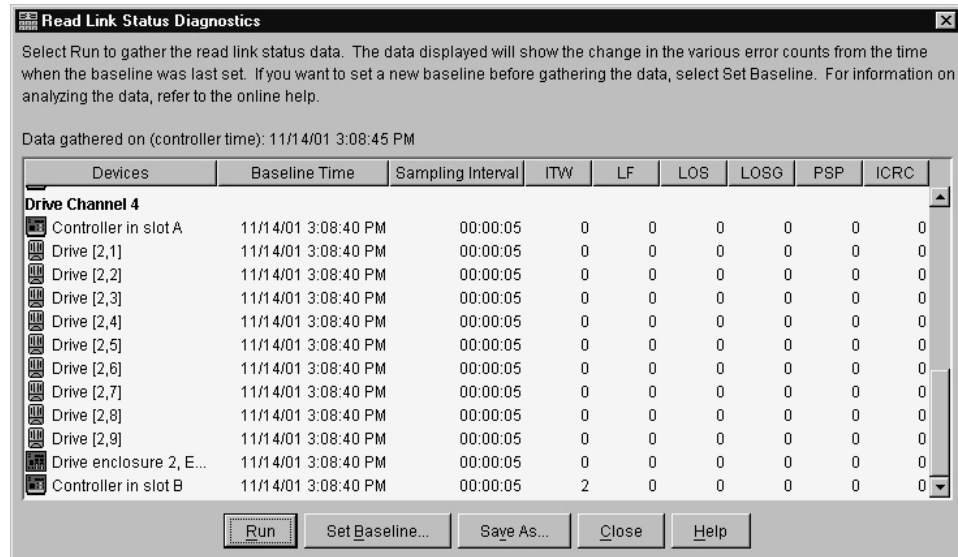 Read Link Status Diagnostics
Select Run to gather the read link status data. The data displayed will show the change in the various error counts from the time
when the baseline was last set. If you want to set a new baseline before gathering the data, select Set Baseline. For information on
analyzing the data, refer to the online help.
Data gathered on (controller time): 11/14/01 3:08:45 PM
Devices Baseline Time Sampling Interval ITW LF LOS LOSG PSP ICRC
Drive Channel 4
Controller in slot A 11/14/01 3:08:40 PM 00:00:05 0 0 0 0 0 0
Drive [2,1] 11/14/01 3:08:40 PM 00:00:05 0 0 0 0 0 0
Drive [2,2] 11/14/01 3:08:40 PM 00:00:05 0 0 0 0 0 0
Drive [2,3] 11/14/01 3:08:40 PM 00:00:05 0 0 0 0 0 0
Drive [2,4] 11/14/01 3:08:40 PM 00:00:05 0 0 0 0 0 0
Drive [2,5] 11/14/01 3:08:40 PM 00:00:05 0 0 0 0 0 0
Drive [2,6] 11/14/01 3:08:40 PM 00:00:05 0 0 0 0 0 0
Drive [2,7] 11/14/01 3:08:40 PM 00:00:05 0 0 0 0 0 0
Drive [2,8] 11/14/01 3:08:40 PM 00:00:05 0 0 0 0 0 0
Drive [2,9] 11/14/01 3:08:40 PM 00:00:05 0 0 0 0 0 0
Drive enclosure 2, E... 11/14/01 3:08:40 PM 00:00:05 0 0 0 0 0 0
Controller in slot B 11/14/01 3:08:40 PM 00:00:05 2 0 0 0 0 0
Run Set Baseline... Save As... Close Help